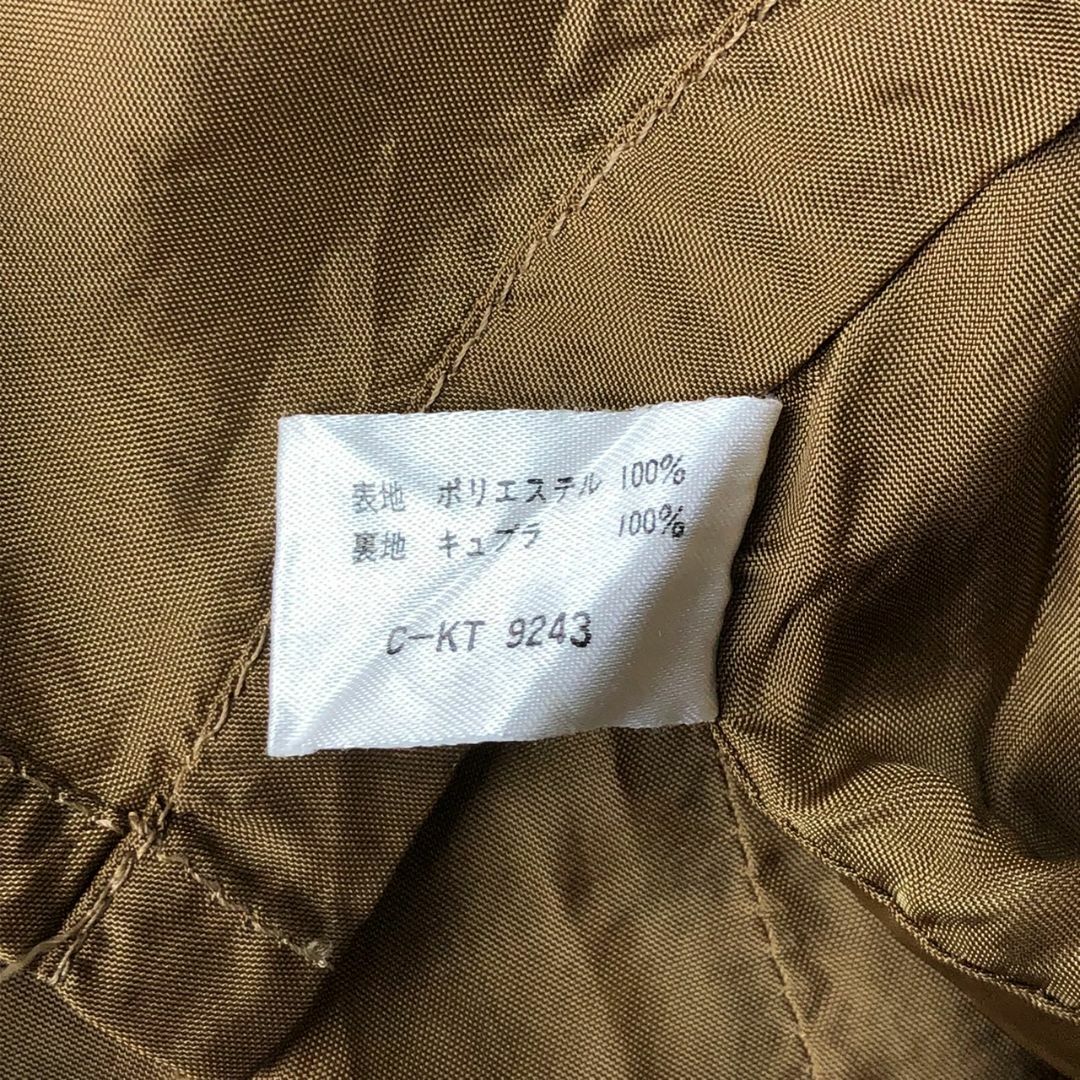 表地 ポリエステル 100%
裏地 キュプラ 100%
C-KT 9243